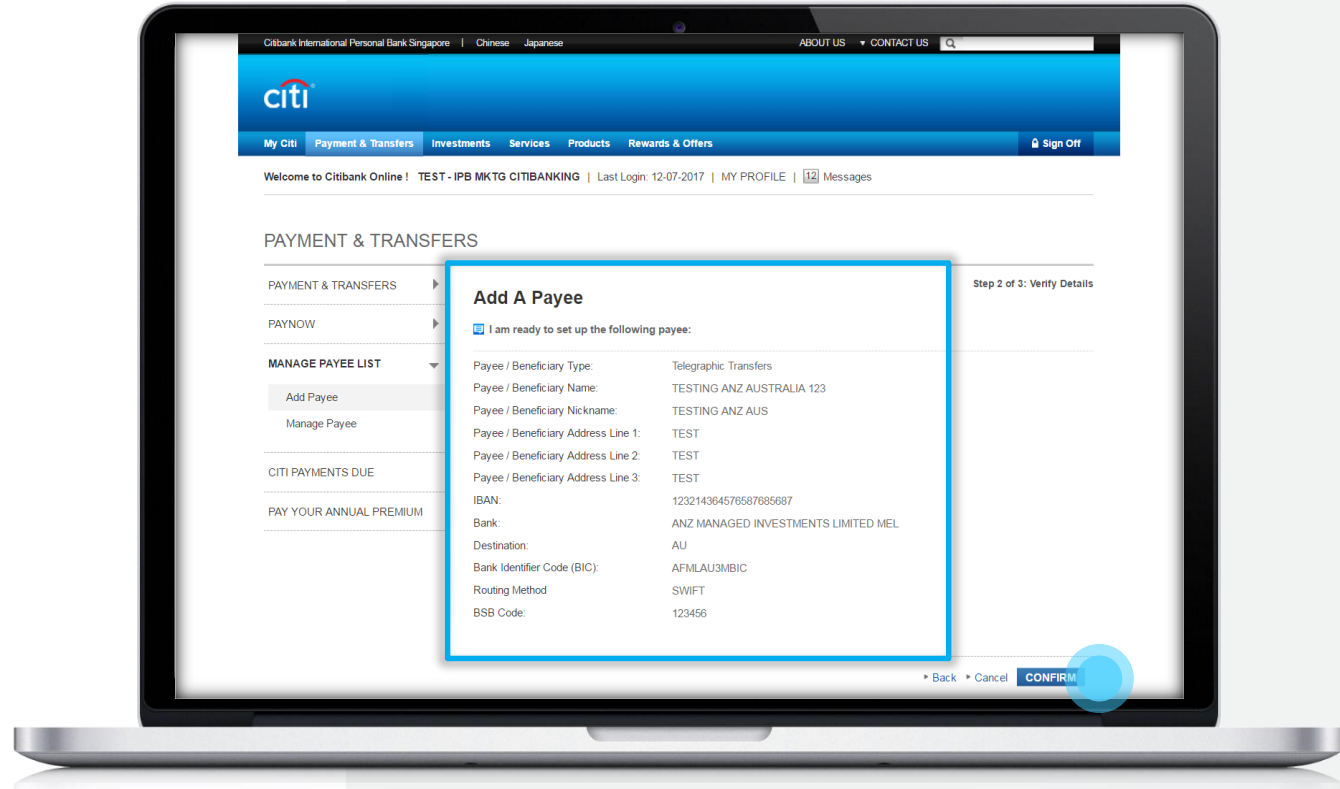 Citibank International Personal Bank Singapore | Chinese Japanese ABOUT US ▼ CONTACT US
citi
My Citi Payment & Transfers Investments Services Products Rewards & Offers Sign Off
Welcome to Citibank Online ! TEST - IPB MKTG CITIBANKING | Last Login: 12-07-2017 | MY PROFILE | 12 Messages
PAYMENT & TRANSFERS
PAYMENT & TRANSFERS
PAYNOW
MANAGE PAYEE LIST
Add Payee
Manage Payee
CITI PAYMENTS DUE
PAY YOUR ANNUAL PREMIUM
Step 2 of 3: Verify Details
Add A Payee
I am ready to set up the following payee:
Payee / Beneficiary Type: Telegraphic Transfers
Payee / Beneficiary Name: TESTING ANZ AUSTRALIA 123
Payee / Beneficiary Nickname: TESTING ANZ AUS
Payee / Beneficiary Address Line 1: TEST
Payee / Beneficiary Address Line 2: TEST
Payee / Beneficiary Address Line 3: TEST
IBAN: 123214364576587685687
Bank: ANZ MANAGED INVESTMENTS LIMITED MEL
Destination: AU
Bank Identifier Code (BIC): AFMLAU3MBIC
Routing Method SWIFT
BSB Code: 123456
Back Cancel CONFIRM